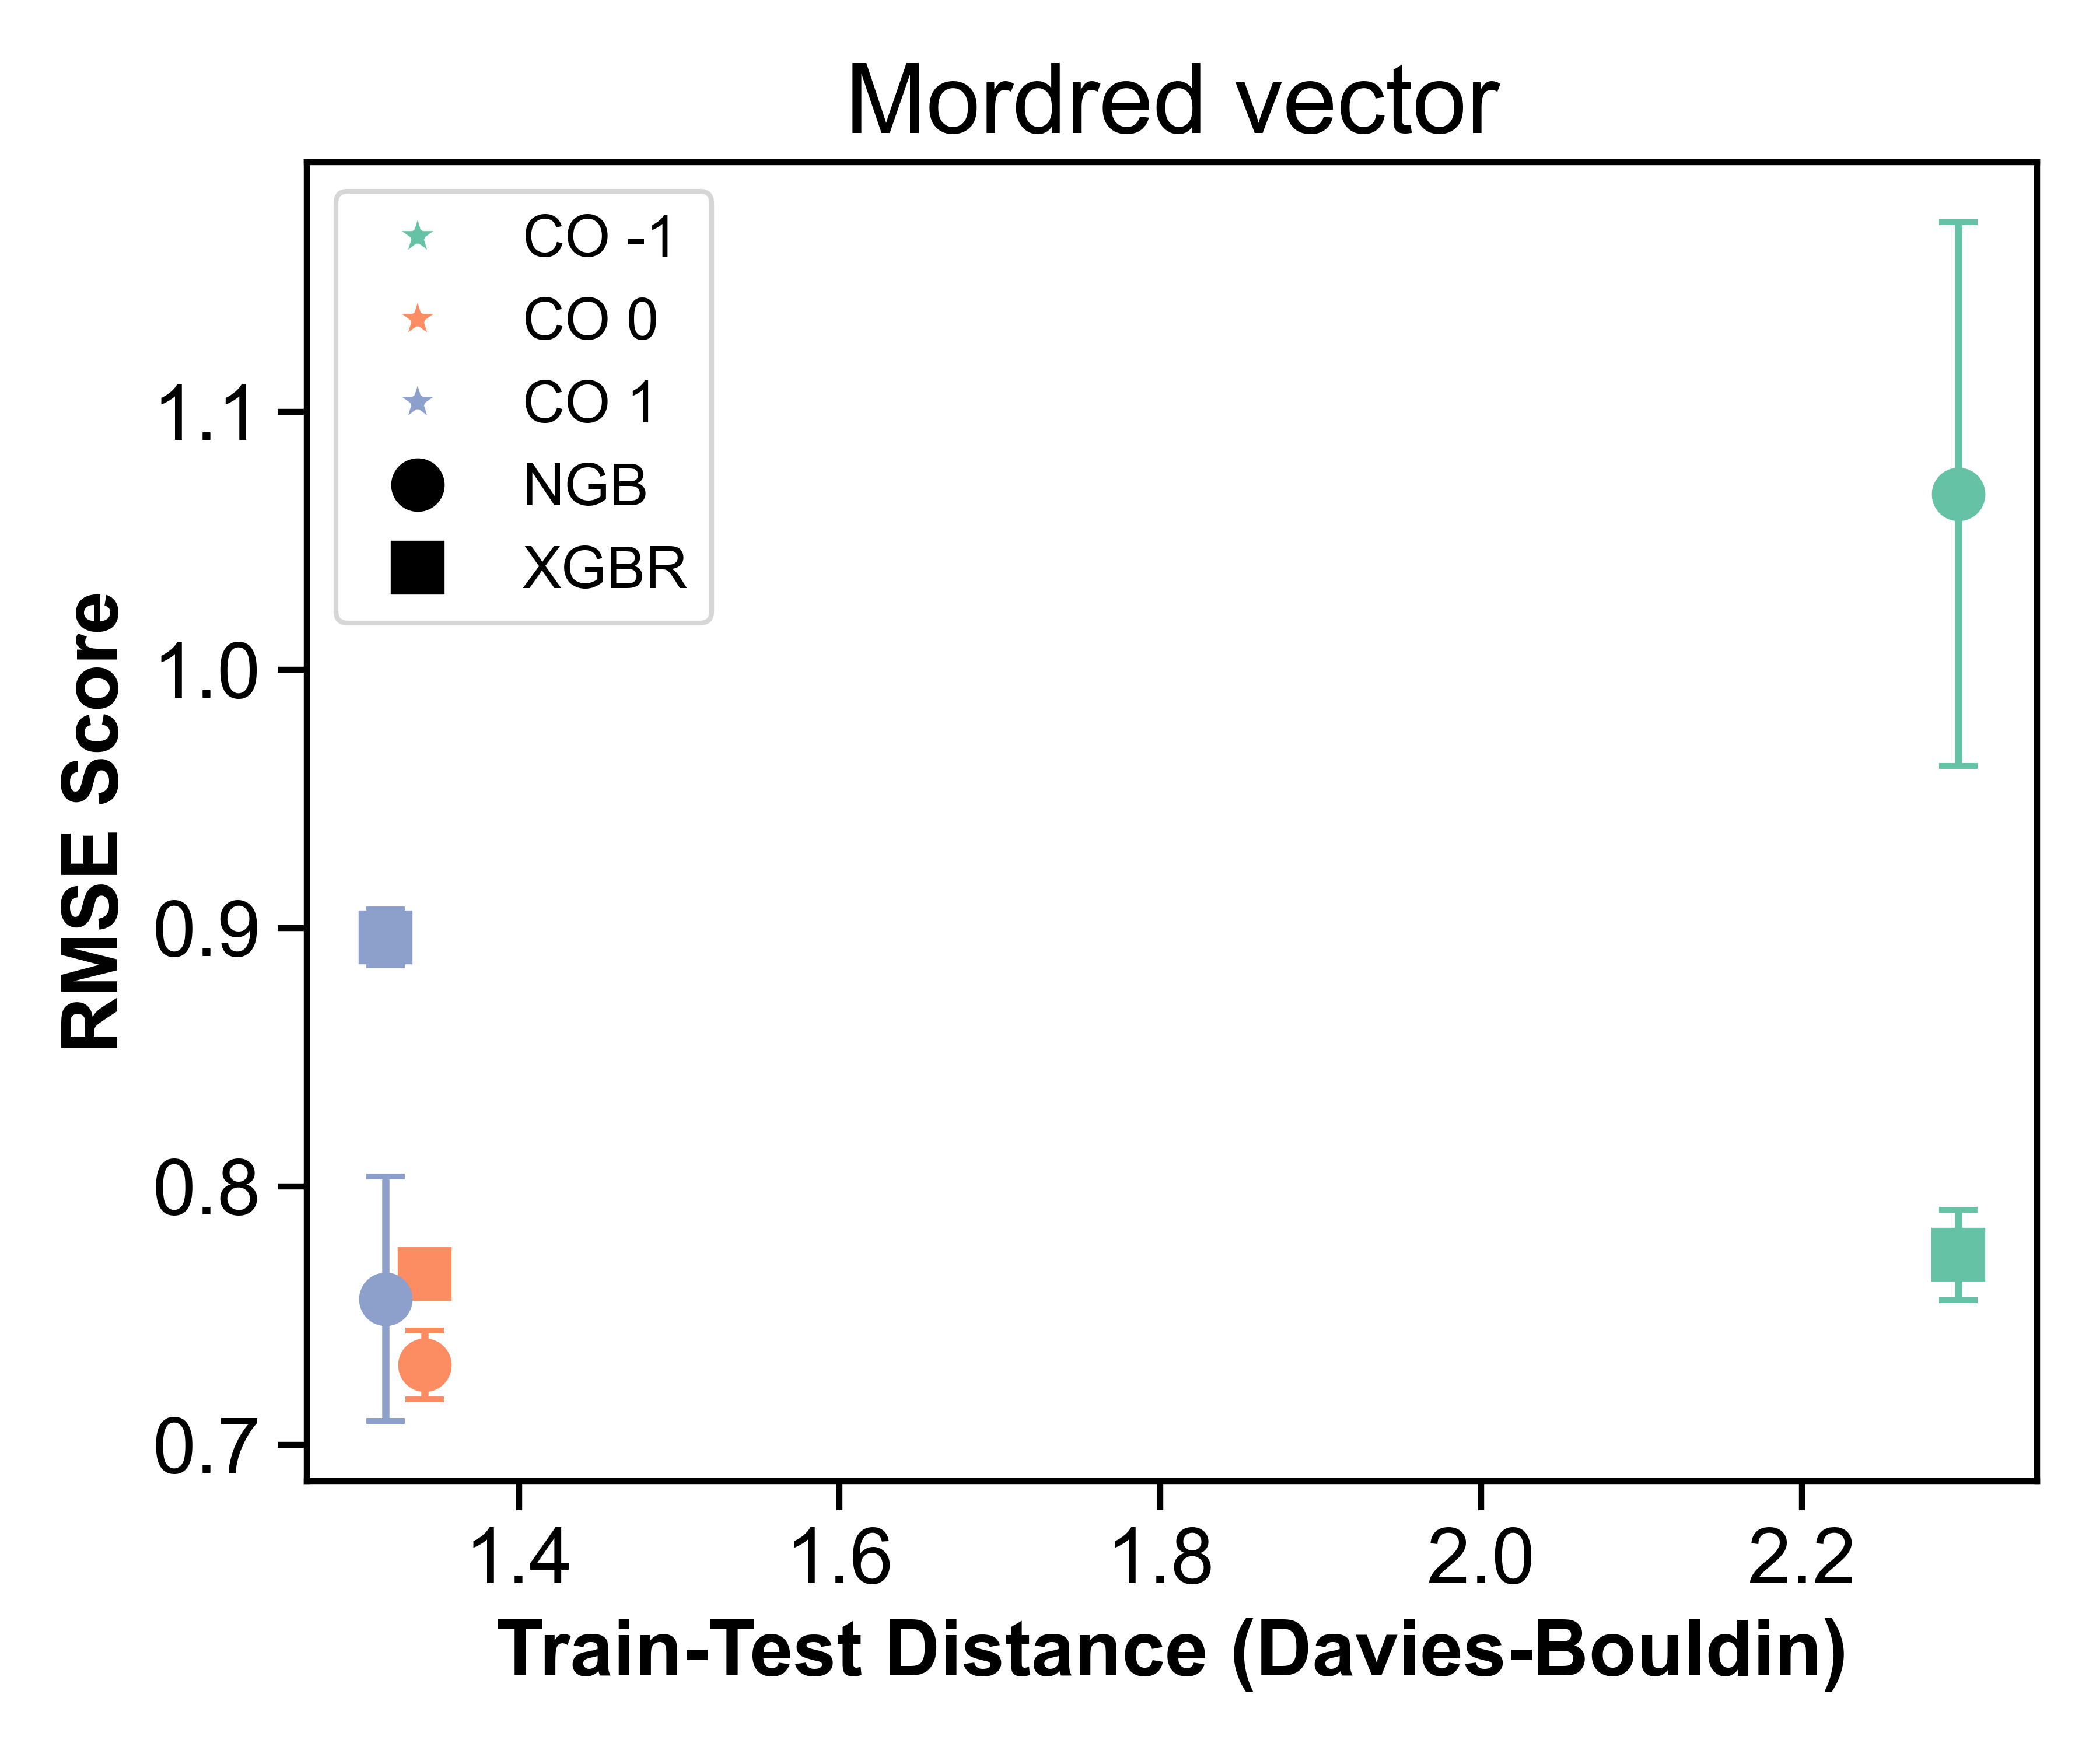 Mordred vector
CO -1
CO 0
CO 1
NGB
XGBR
RMSE Score
1.1
1.0
0.9
0.8
0.7
1.4 1.6 1.8 2.0 2.2
Train-Test Distance (Davies-Bouldin)